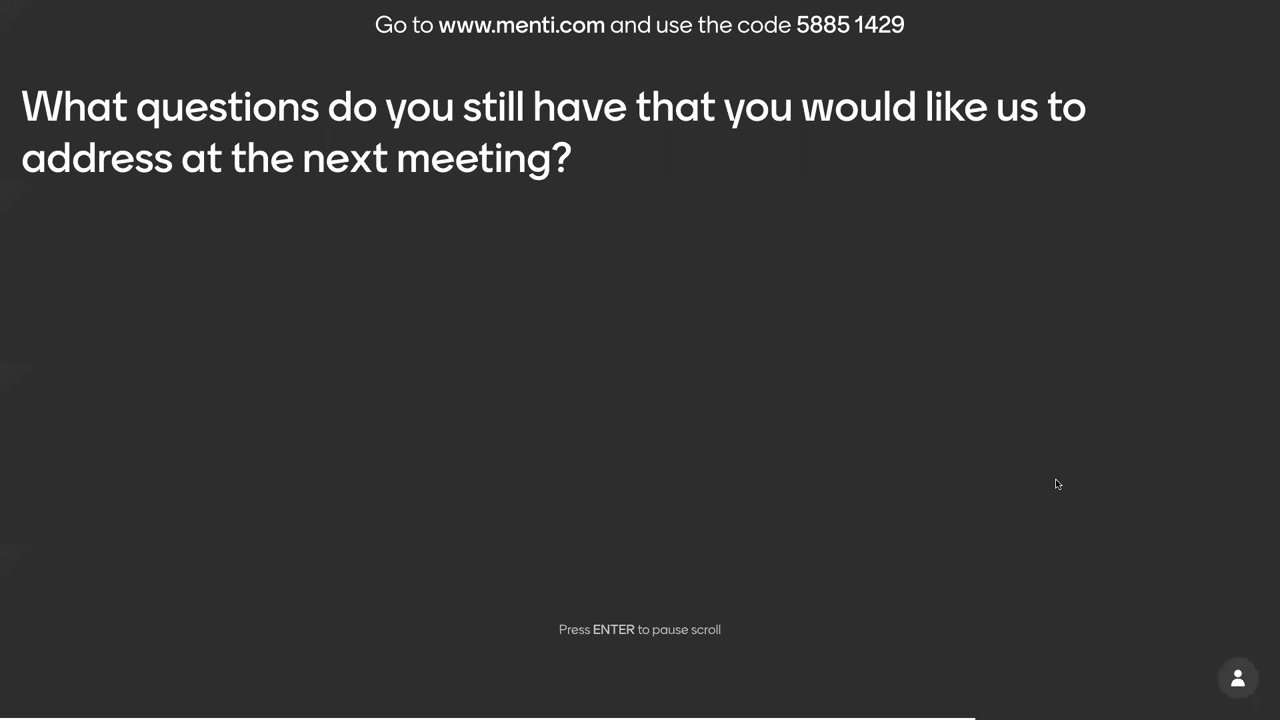 Go to www.menti.com and use the code 5885 1429
What questions do you still have that you would like us to
address at the next meeting?
Press ENTER to pause scroll